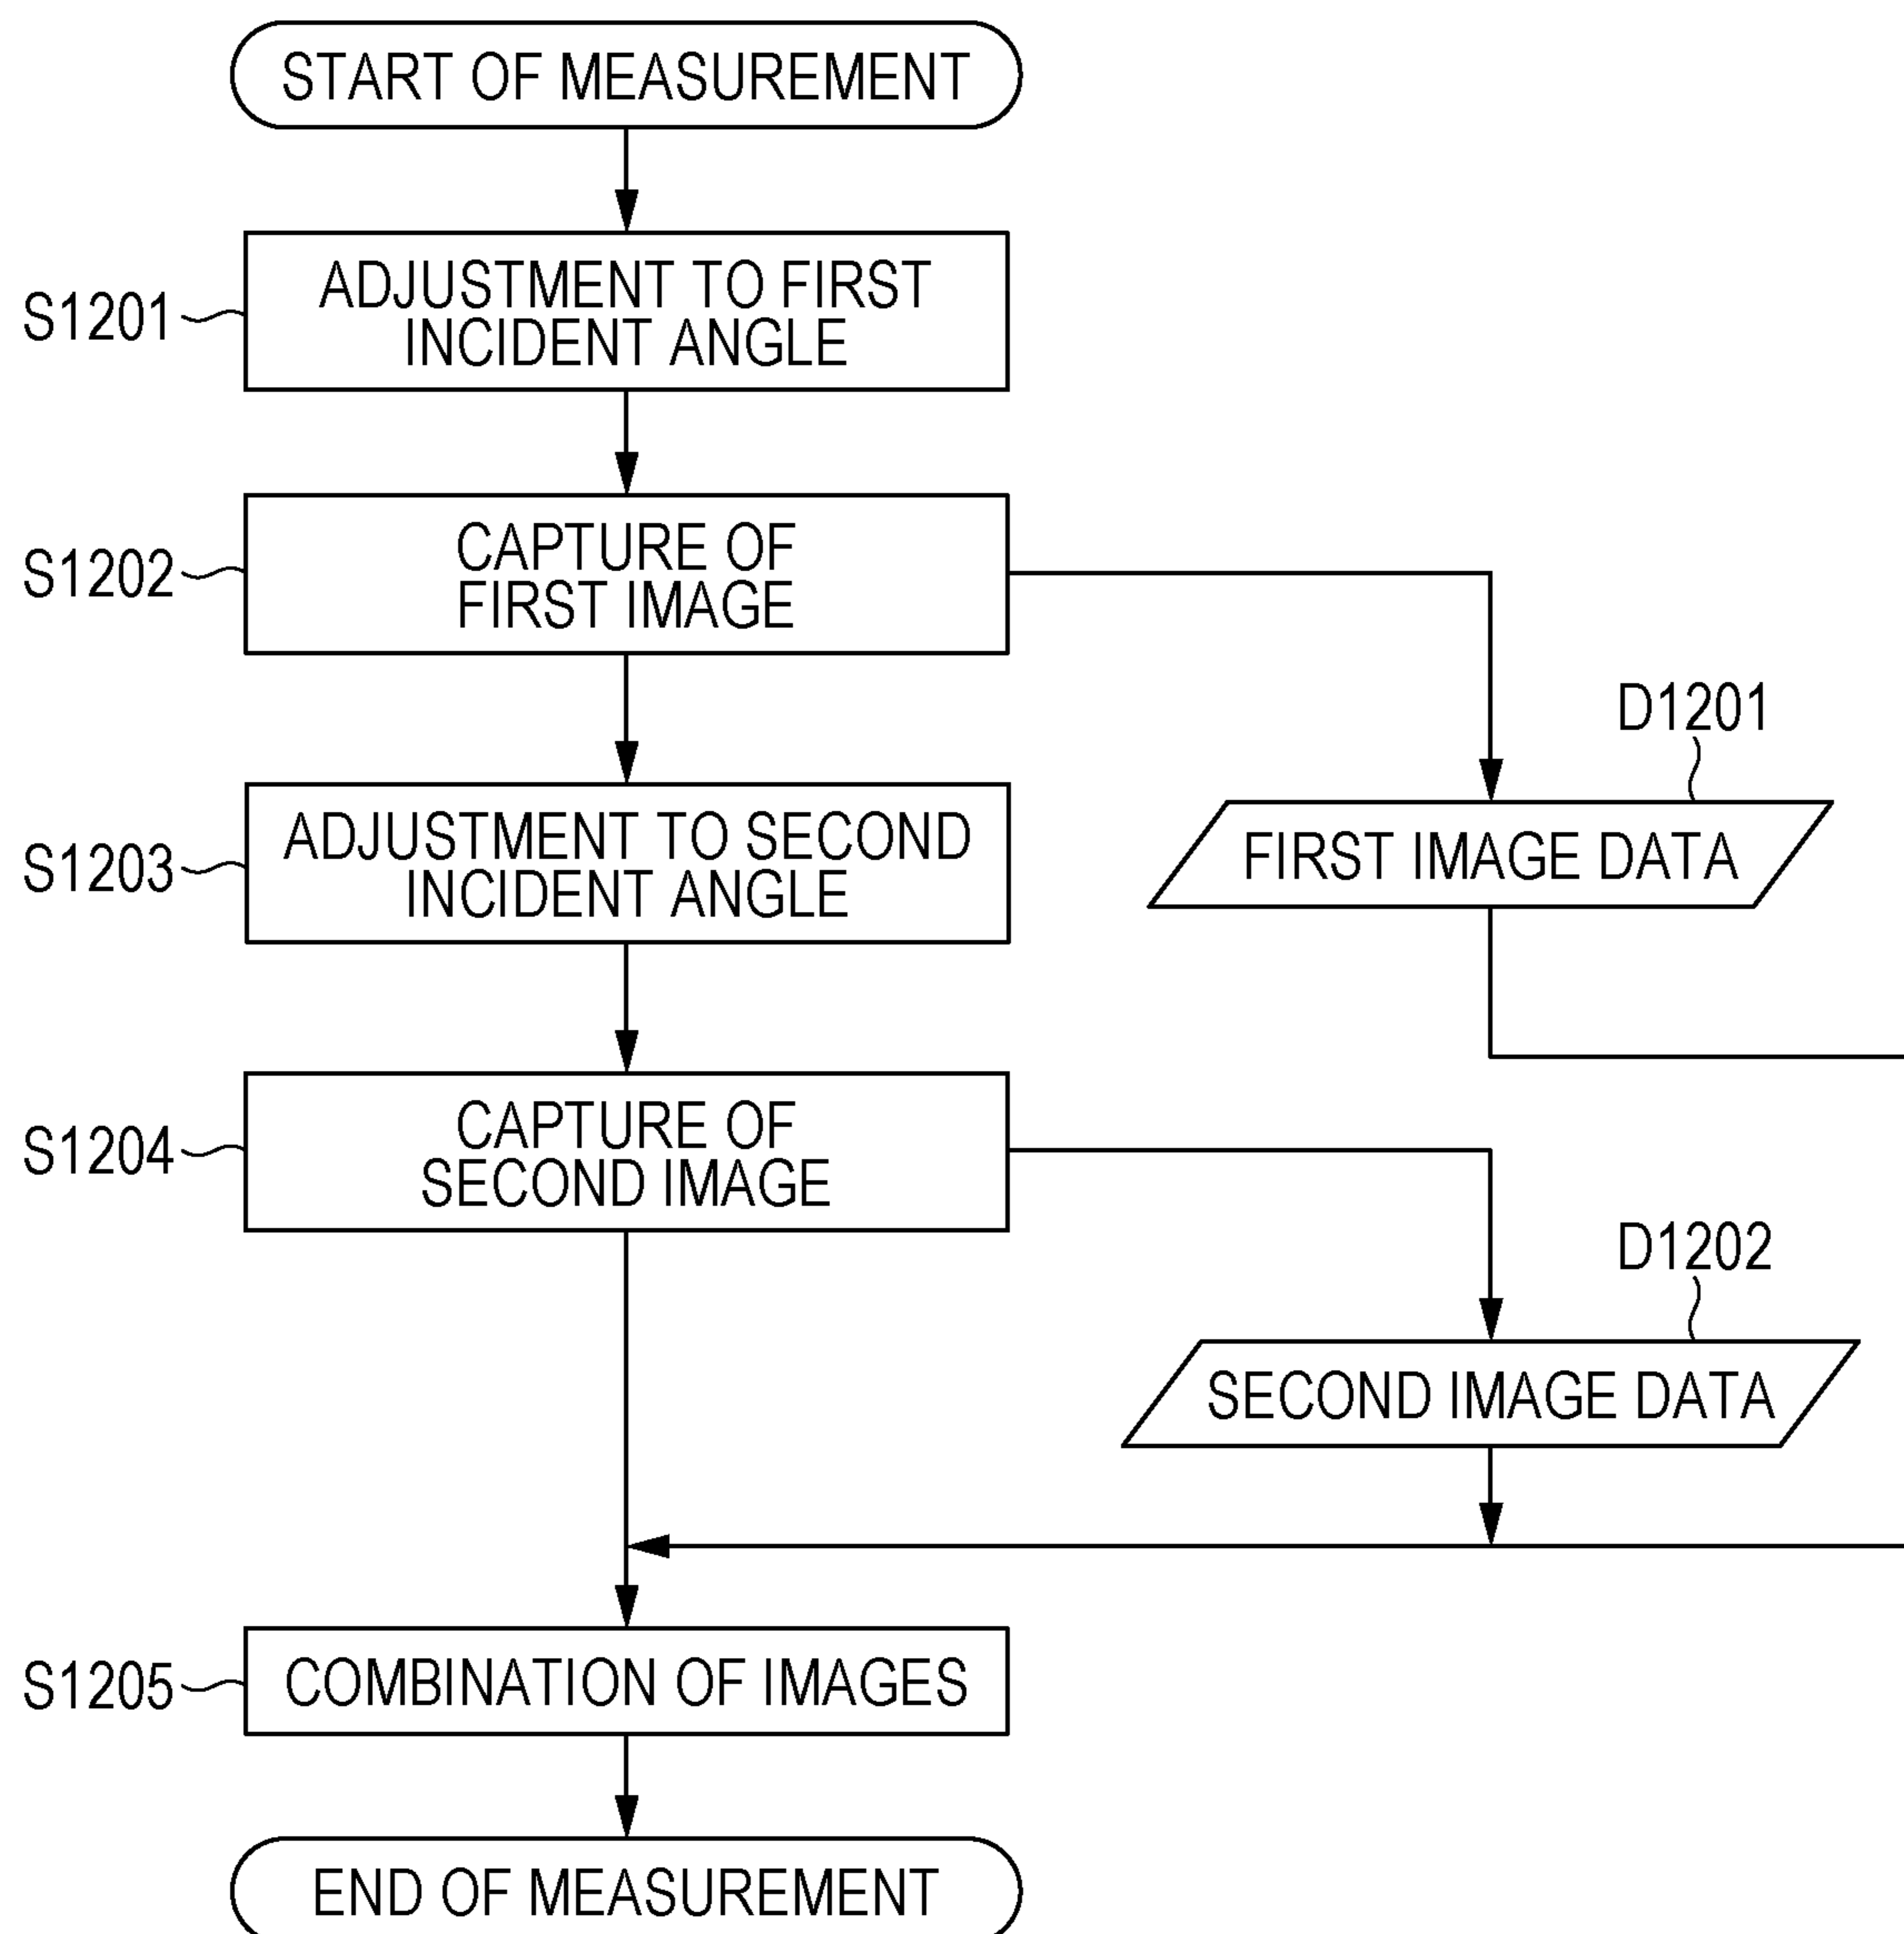 START OF MEASUREMENT
S1201
ADJUSTMENT TO FIRST
INCIDENT ANGLE
S1202
CAPTURE OF
FIRST IMAGE
D1201
FIRST IMAGE DATA
S1203
ADJUSTMENT TO SECOND
INCIDENT ANGLE
S1204
CAPTURE OF
SECOND IMAGE
D1202
SECOND IMAGE DATA
S1205
COMBINATION OF IMAGES
END OF MEASUREMENT